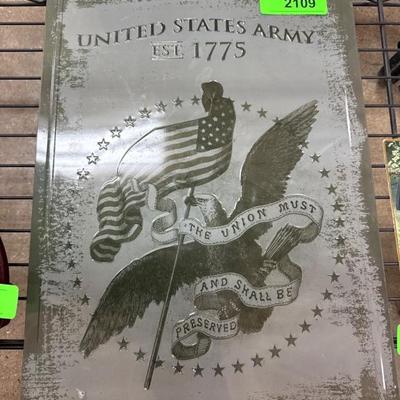 2109
UNITED STATES ARMY
EST. 1775
THE UNION MUST
AND SHALL BE
PRESERVED